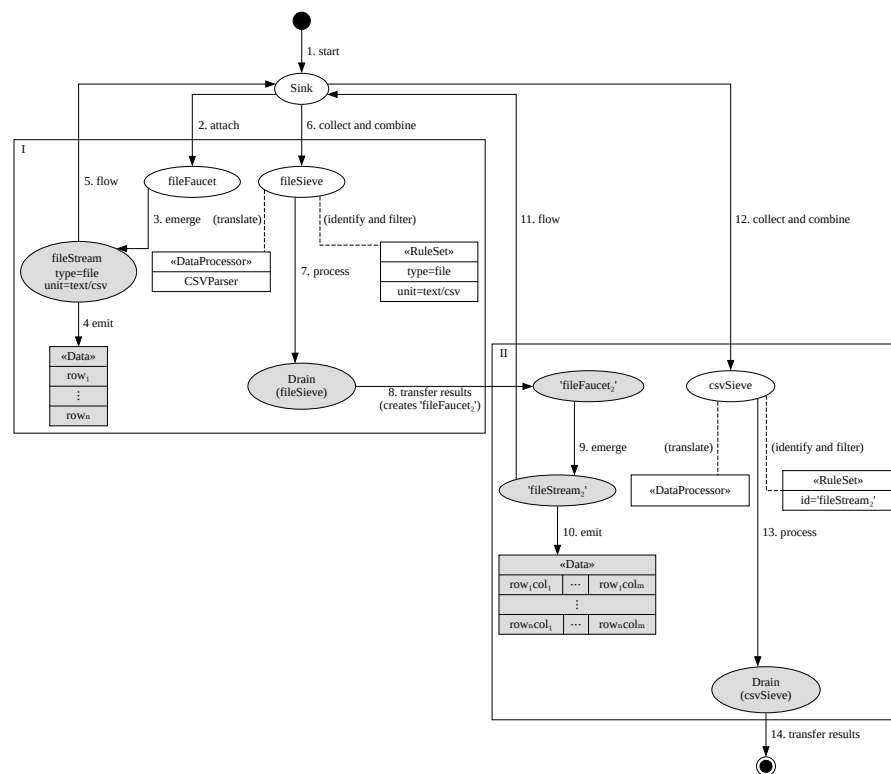 1. start
Sink
2. attach
6. collect and combine
I
5. flow
fileFaucet
fileSieve
3. emerge
(translate)
(identify and filter)
11. flow
12. collect and combine
fileStream
type=file
unit=text/csv
«DataProcessor»
CSVParser
7. process
«RuleSet»
type=file
unit=text/csv
4 emit
«Data»
row₁
⋮
rowₙ
Drain
(fileSieve)
8. transfer results
(creates 'fileFaucet₂')
II
'fileFaucet₂'
csvSieve
9. emerge
(translate)
(identify and filter)
'fileStream₂'
«DataProcessor»
«RuleSet»
id='fileStream₂'
10. emit
13. process
«Data»
row₁col₁ ⋯ row₁colₘ
⋮
rowₙcol₁ ⋯ rowₙcolₘ
Drain
(csvSieve)
14. transfer results